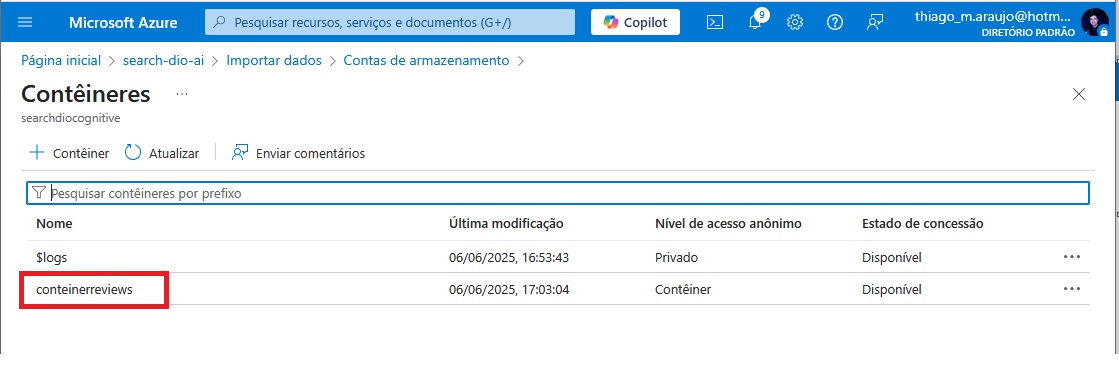 Microsoft Azure
Pesquisar recursos, serviços e documentos (G+/)
Copilot
9
thiago_m.araujo@hotm...
DIRETÓRIO PADRÃO
Página inicial > search-dio-ai > Importar dados > Contas de armazenamento >
Contêineres ...
searchdiocognitive
+ Contêiner Atualizar Enviar comentários
Pesquisar contêineres por prefixo
Nome Última modificação Nível de acesso anônimo Estado de concessão
$logs 06/06/2025, 16:53:43 Privado Disponível ...
conteinerreviews 06/06/2025, 17:03:04 Contêiner Disponível ...